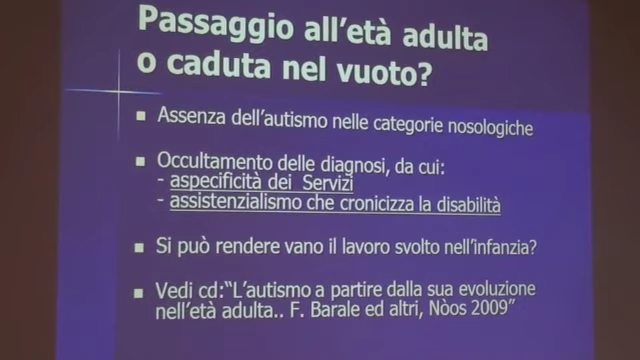 Passaggio all'età adulta
o caduta nel vuoto?
▪ Assenza dell'autismo nelle categorie nosologiche
▪ Occultamento delle diagnosi, da cui:
- aspecificità dei Servizi
- assistenzialismo che cronicizza la disabilità
▪ Si può rendere vano il lavoro svolto nell'infanzia?
▪ Vedi cd:"L'autismo a partire dalla sua evoluzione
nell'età adulta.. F. Barale ed altri, Nòos 2009"